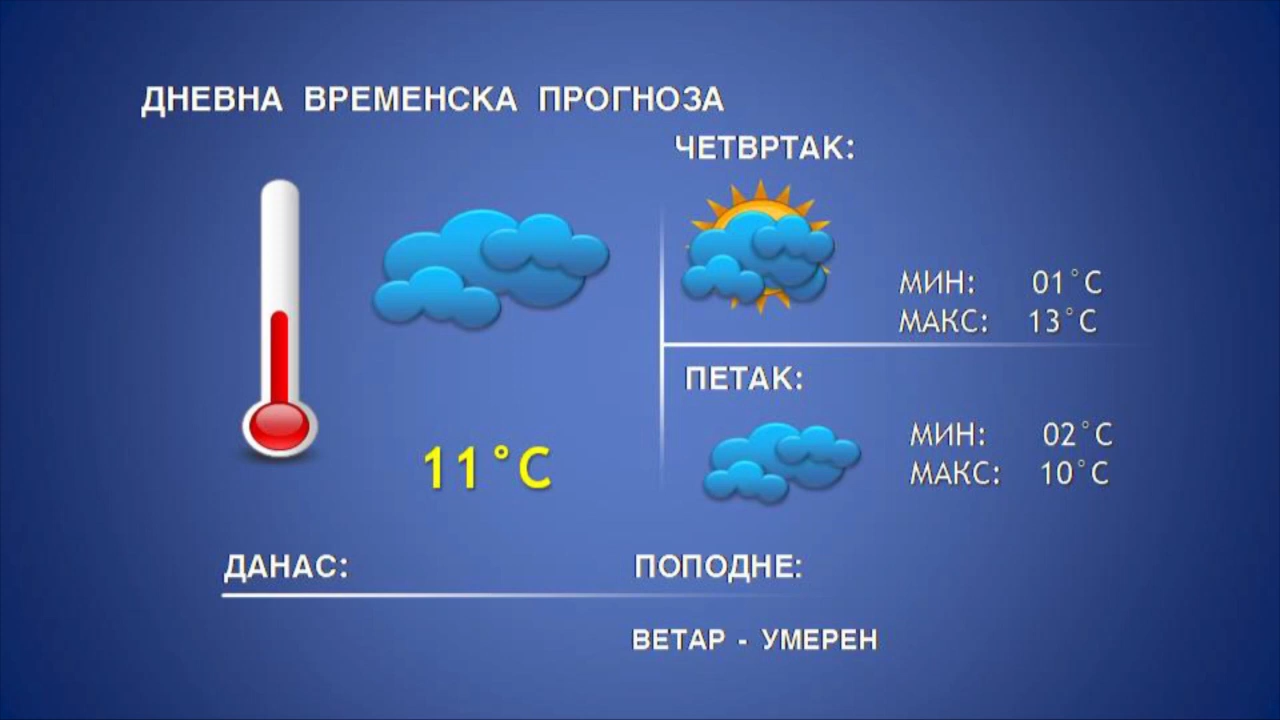 ДНЕВНА ВРЕМЕНСКА ПРОГНОЗА
ЧЕТВРТАК:
МИН: 01°C
МАКС: 13°C
ПЕТАК:
МИН: 02°C
МАКС: 10°C
11°C
ДАНАС: ПОПОДНЕ:
ВЕТАР - УМЕРЕН